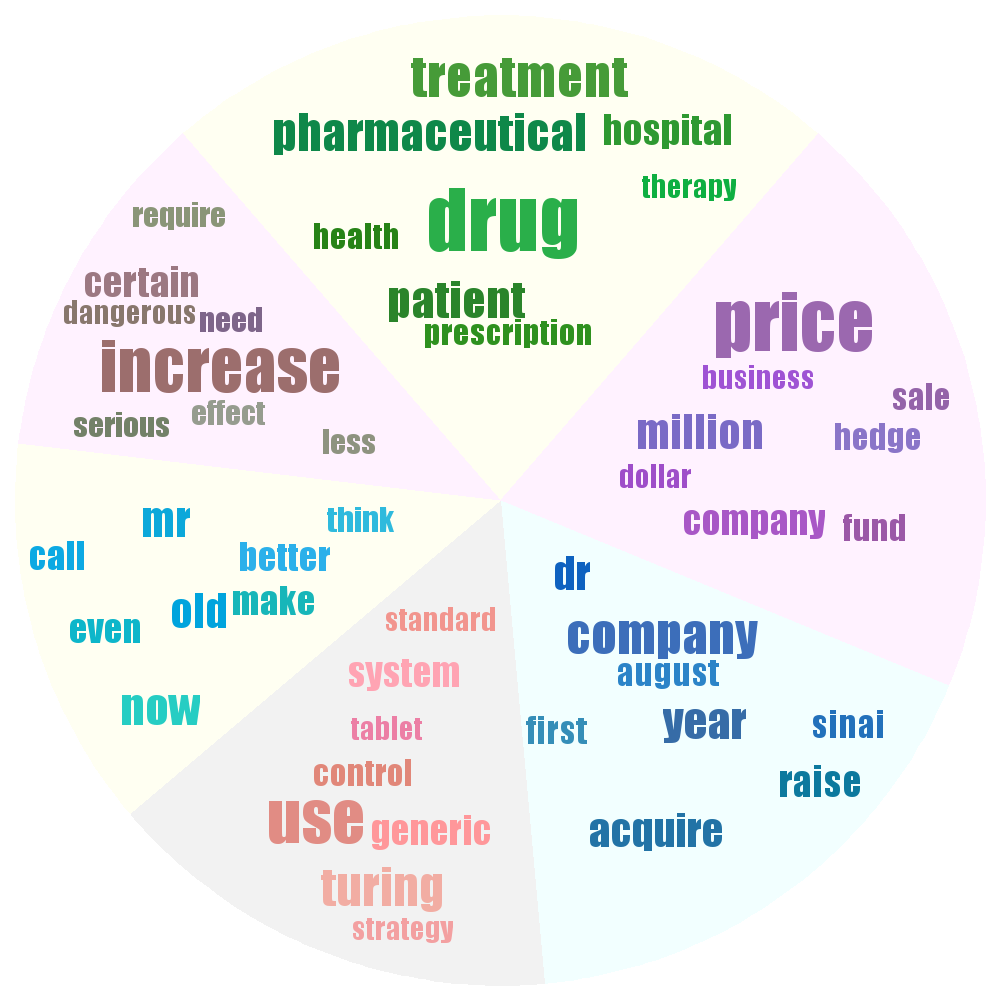 treatment
pharmaceutical hospital
therapy
drug
health
patient
prescription
require
certain
dangerous need
increase
serious effect
less
price
business
sale
million hedge
dollar
company fund
mr think
call better
old make
even
now
dr
company
august
first year sinai
raise
acquire
standard
system
tablet
control
use generic
turing
strategy